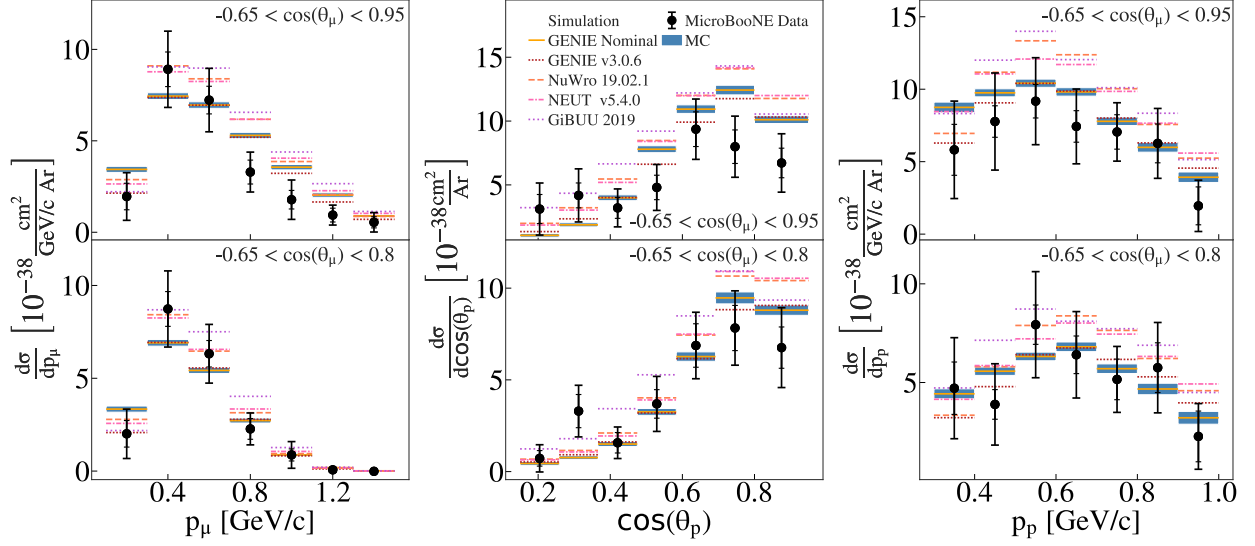 -0.65 < cos(θμ) < 0.95
10
5
0
-0.65 < cos(θμ) < 0.8
10
5
0
0.4
0.8
1.2
pμ [GeV/c]
dσ/dpμ [10⁻³⁸ cm²/GeV/c Ar]
Simulation
MicroBooNE Data
GENIE Nominal
MC
GENIE v3.0.6
NuWro 19.02.1
NEUT v5.4.0
GiBUU 2019
15
10
5
-0.65 < cos(θμ) < 0.95
-0.65 < cos(θμ) < 0.8
10
5
0
0.2
0.4
0.6
0.8
1.0
cos(θp)
dσ/dcos(θp) [10⁻³⁸ cm²/Ar]
-0.65 < cos(θμ) < 0.95
15
10
5
0
-0.65 < cos(θμ) < 0.8
5
0.4
0.6
0.8
1.0
pp [GeV/c]
dσ/dpp [10⁻³⁸ cm²/GeV/c Ar]